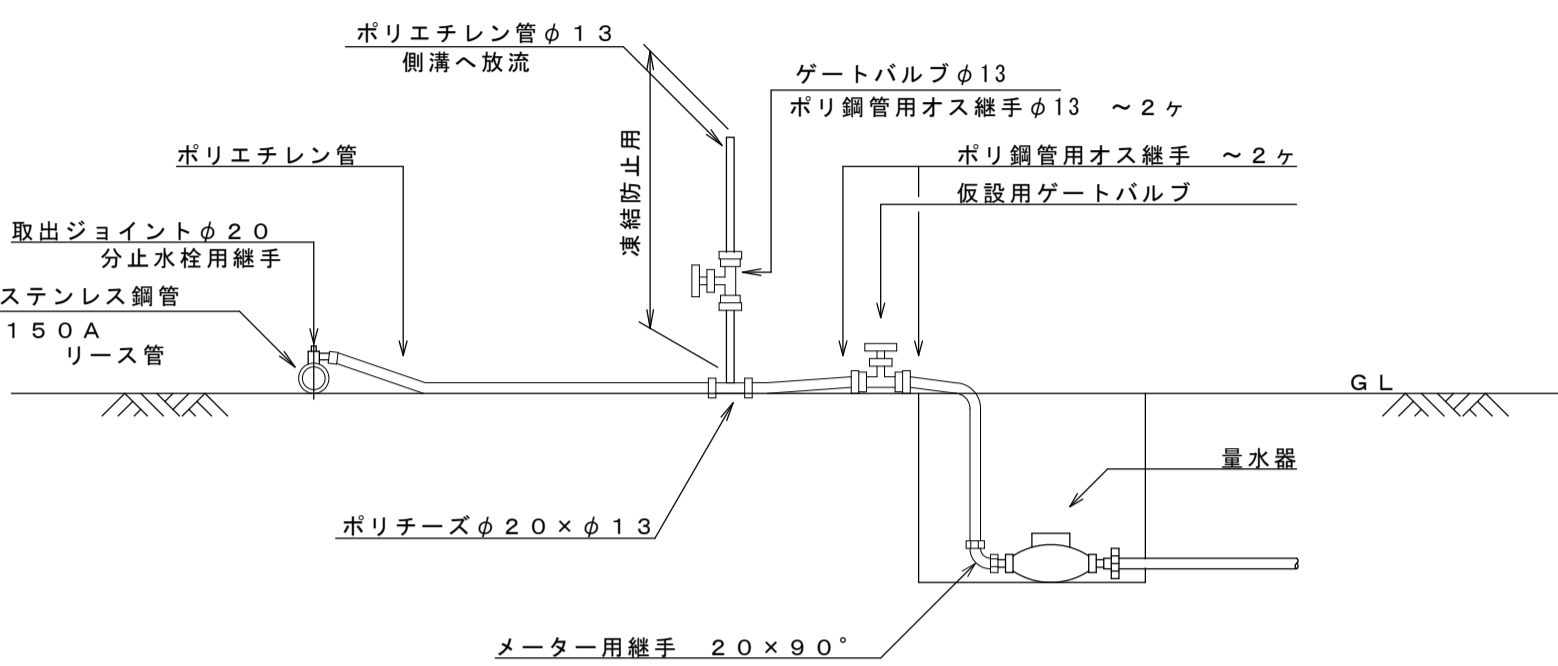 ポリエチレン管φ１３
側溝へ放流
ゲートバルブφ13
ポリ鋼管用オス継手φ13　～２ヶ
凍結防止用
ポリエチレン管
ポリ鋼管用オス継手　～２ヶ
仮設用ゲートバルブ
取出ジョイントφ２０
分止水栓用継手
ステンレス鋼管
１５０Ａ
リース管
ＧＬ
量水器
ポリチーズφ２０×φ１３
メーター用継手　２０×９０°